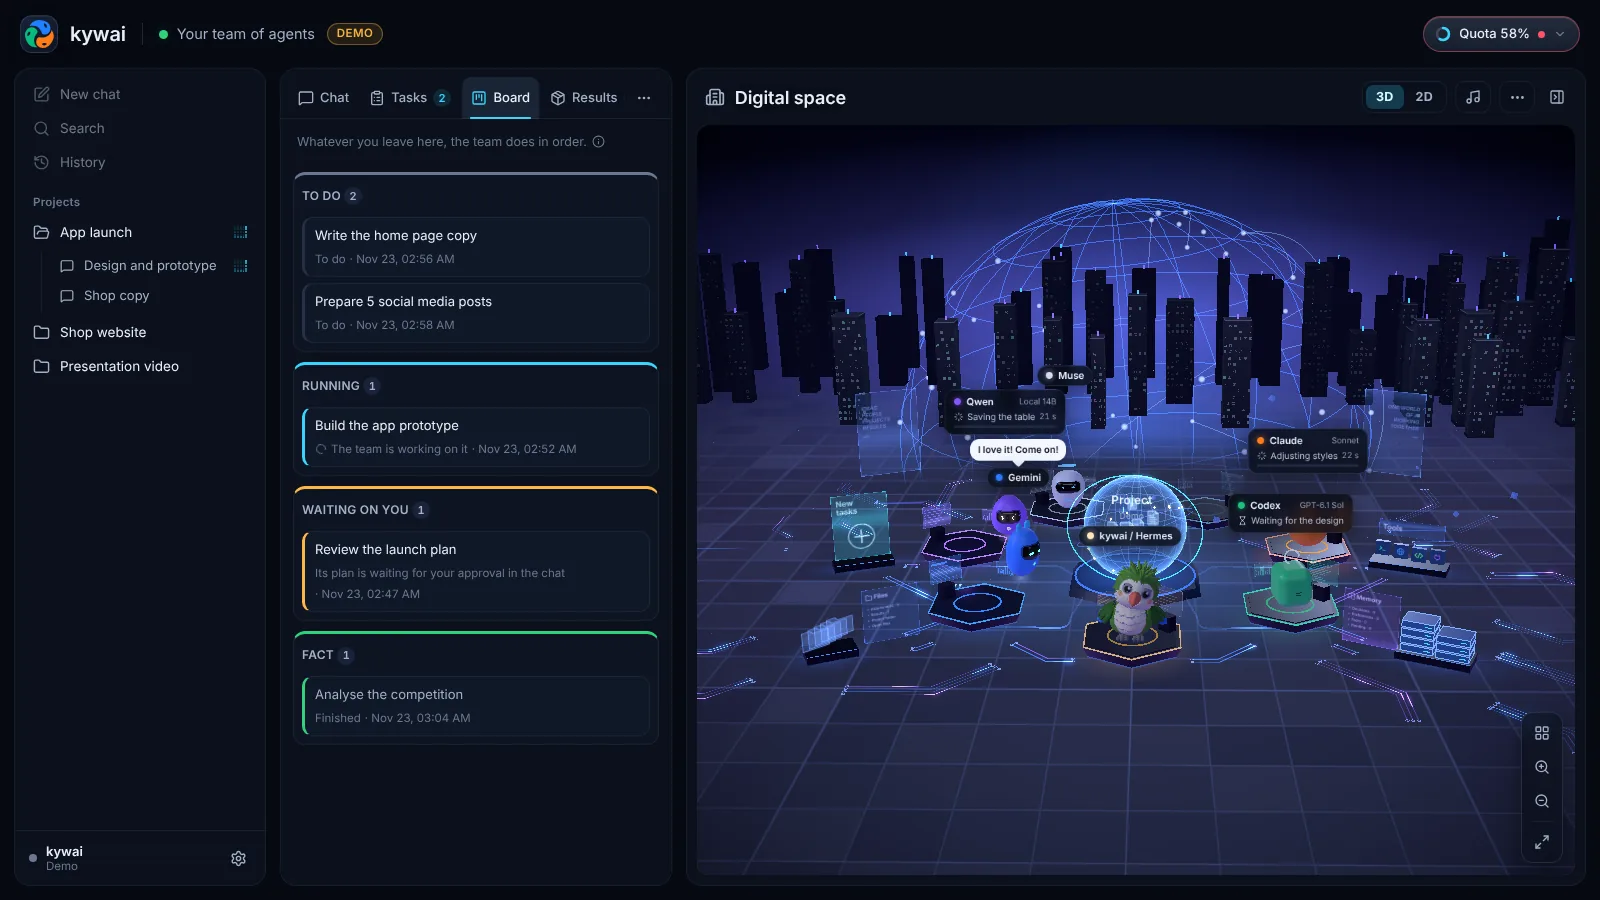 kywai
Your team of agents
DEMO
Quota 58%
New chat
Search
History
Projects
App launch
Design and prototype
Shop copy
Shop website
Presentation video
kywai
Demo
Chat
Tasks 2
Board
Results
Whatever you leave here, the team does in order.
TO DO 2
Write the home page copy
To do · Nov 23, 02:56 AM
Prepare 5 social media posts
To do · Nov 23, 02:58 AM
RUNNING 1
Build the app prototype
The team is working on it · Nov 23, 02:52 AM
WAITING ON YOU 1
Review the launch plan
Its plan is waiting for your approval in the chat
· Nov 23, 02:47 AM
FACT 1
Analyse the competition
Finished · Nov 23, 03:04 AM
Digital space
3D
2D
Muse
Qwen Local 14B
Saving the table 21 s
I love it! Come on!
Gemini
Claude Sonnet
Adjusting styles 22 s
Project
Codex GPT-6.1 Sol
Waiting for the design
kywai / Hermes
New
tasks
Tools
Files
Memory